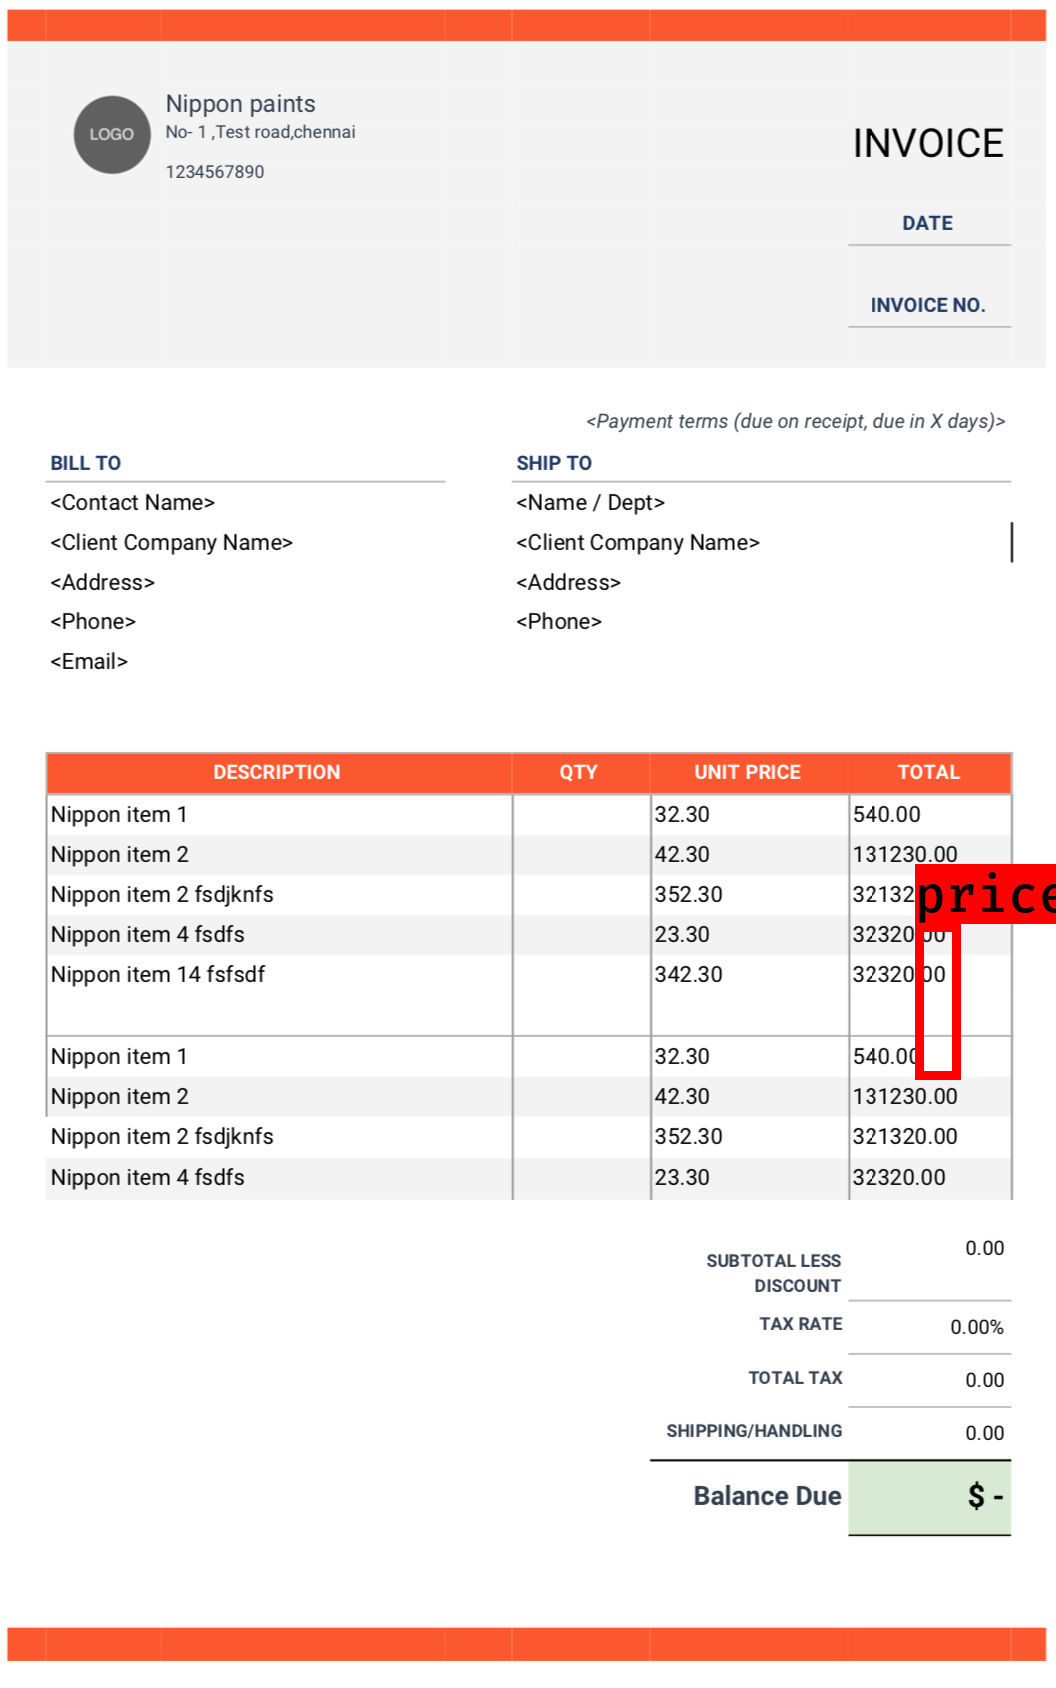 Nippon paints
LOGO
No- 1 ,Test road,chennai
1234567890
INVOICE
DATE
INVOICE NO.
<Payment terms (due on receipt, due in X days)>
BILL TO SHIP TO
<Contact Name> <Name / Dept>
<Client Company Name> <Client Company Name>
<Address> <Address>
<Phone> <Phone>
<Email>
DESCRIPTION QTY UNIT PRICE TOTAL
Nippon item 1 32.30 540.00
Nippon item 2 42.30 131230.00
Nippon item 2 fsdjknfs 352.30 32132
price
Nippon item 4 fsdfs 23.30 32320.00
Nippon item 14 fsfsdf 342.30 32320.00
Nippon item 1 32.30 540.00
Nippon item 2 42.30 131230.00
Nippon item 2 fsdjknfs 352.30 321320.00
Nippon item 4 fsdfs 23.30 32320.00
SUBTOTAL LESS DISCOUNT 0.00
TAX RATE 0.00%
TOTAL TAX 0.00
SHIPPING/HANDLING 0.00
Balance Due $ -